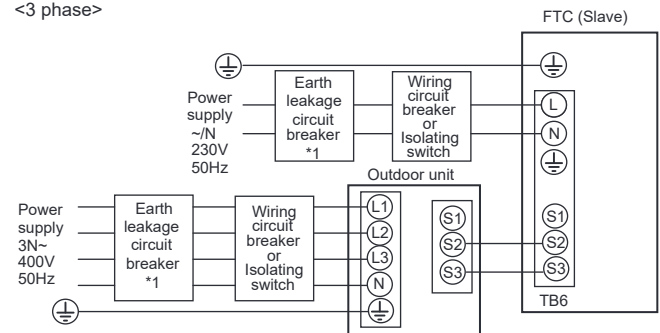 <3 phase>
FTC (Slave)
Power
supply
~/N
230V
50Hz
Earth
leakage
circuit
breaker
*1
Wiring
circuit
breaker
or
Isolating
switch
L
N
S1
S2
S3
TB6
Outdoor unit
Power
supply
3N~
400V
50Hz
Earth
leakage
circuit
breaker
*1
Wiring
circuit
breaker
or
Isolating
switch
L1
L2
L3
N
S1
S2
S3